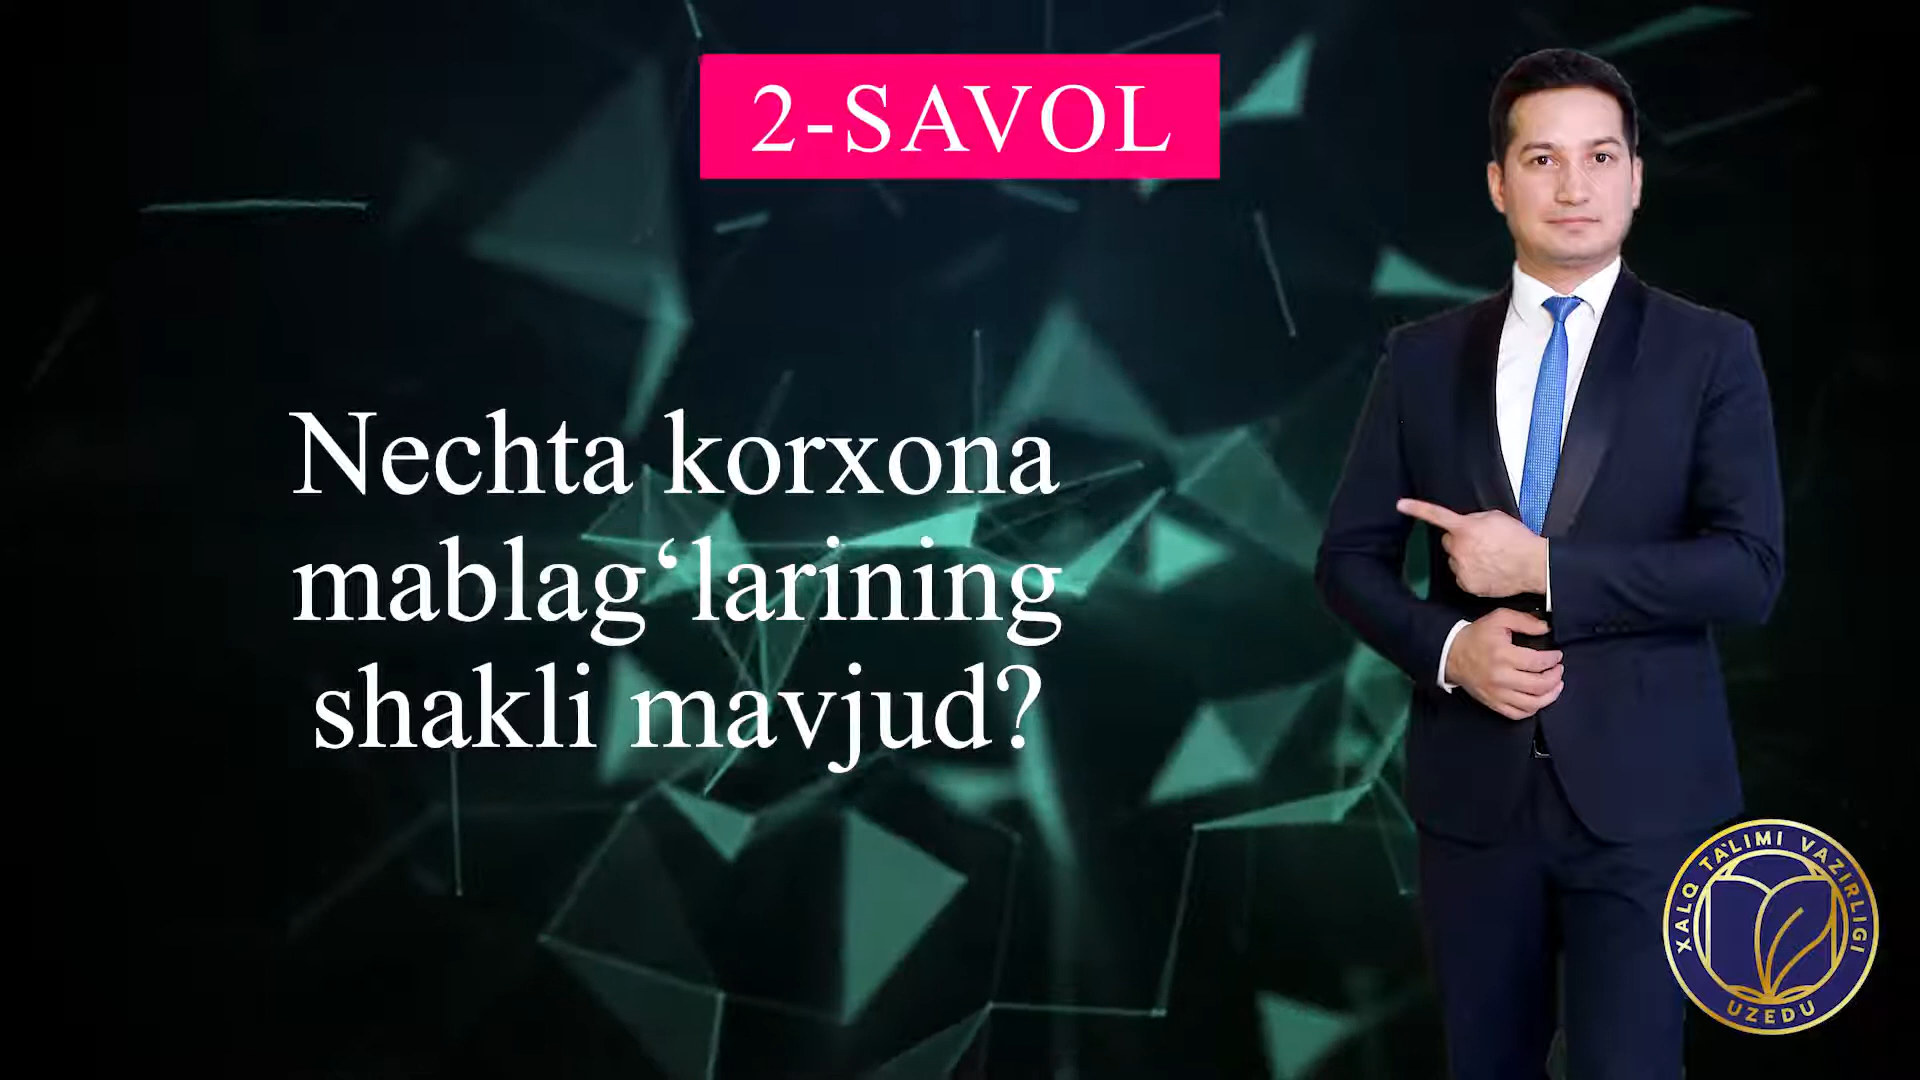 2-SAVOL
Nechta korxona
mablag‘larining
shakli mavjud?
XALQ TA'LIMI VAZIRLIGI
UZEDU